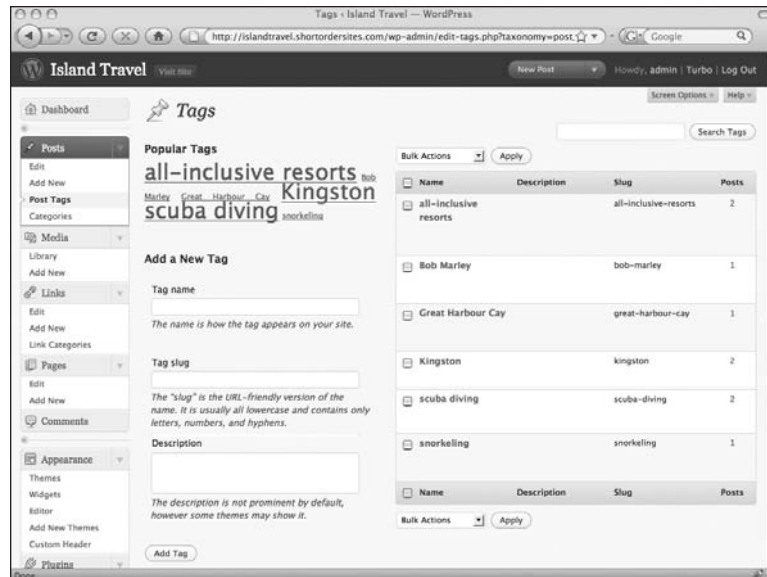 Tags ‹ Island Travel — WordPress
http://islandtravel.shortordersites.com/wp-admin/edit-tags.php?taxonomy=post_
Google
Island Travel
Visit Site
New Post
Howdy, admin | Turbo | Log Out
Screen Options
Help
Dashboard
Posts
Edit
Add New
Post Tags
Categories
Media
Library
Add New
Links
Edit
Add New
Link Categories
Pages
Edit
Add New
Comments
Appearance
Themes
Widgets
Editor
Add New Themes
Custom Header
Plugins
Tags
Search Tags
Popular Tags
all-inclusive resorts Bob
Marley Great Harbour Cay Kingston
scuba diving snorkeling
Add a New Tag
Tag name
The name is how the tag appears on your site.
Tag slug
The "slug" is the URL-friendly version of the
name. It is usually all lowercase and contains only
letters, numbers, and hyphens.
Description
The description is not prominent by default,
however some themes may show it.
Add Tag
Bulk Actions Apply
Name Description Slug Posts
all-inclusive resorts all-inclusive-resorts 2
Bob Marley bob-marley 1
Great Harbour Cay great-harbour-cay 1
Kingston kingston 2
scuba diving scuba-diving 2
snorkeling snorkeling 1
Name Description Slug Posts
Bulk Actions Apply
Done